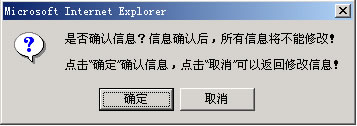 Microsoft Internet Explorer
是否确认信息？信息确认后，所有信息将不能修改！
点击“确定”确认信息，点击“取消”可以返回修改信息！
确定
取消